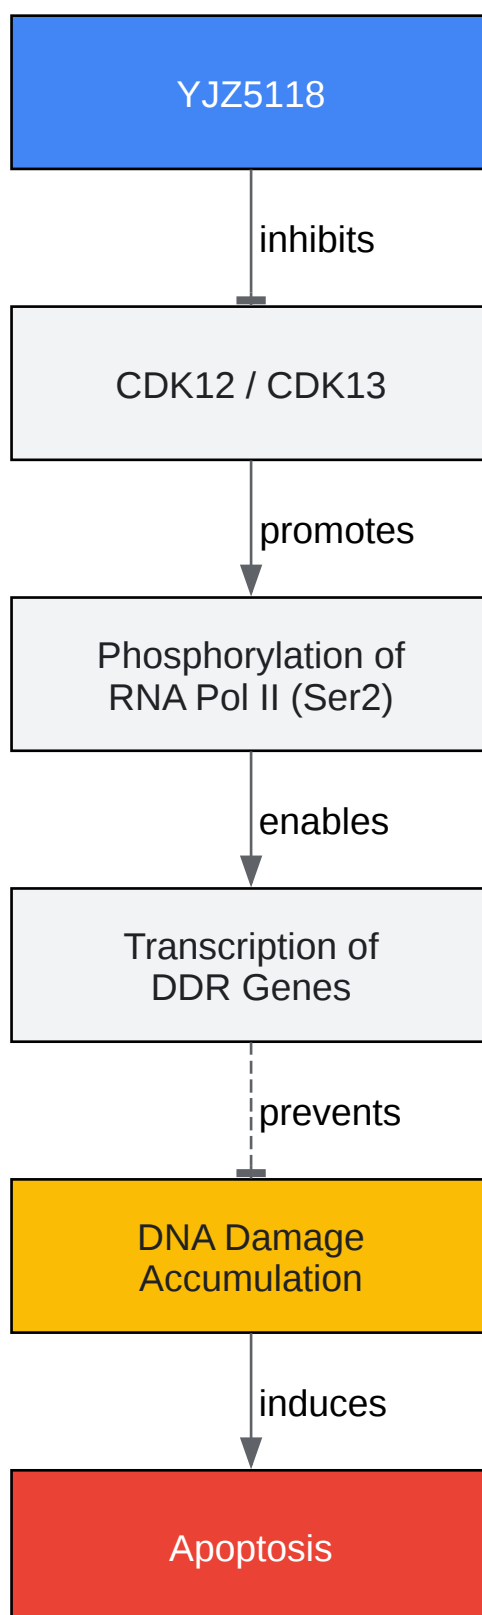 YJZ5118
inhibits
CDK12 / CDK13
promotes
Phosphorylation of
RNA Pol II (Ser2)
enables
Transcription of
DDR Genes
prevents
DNA Damage
Accumulation
induces
Apoptosis